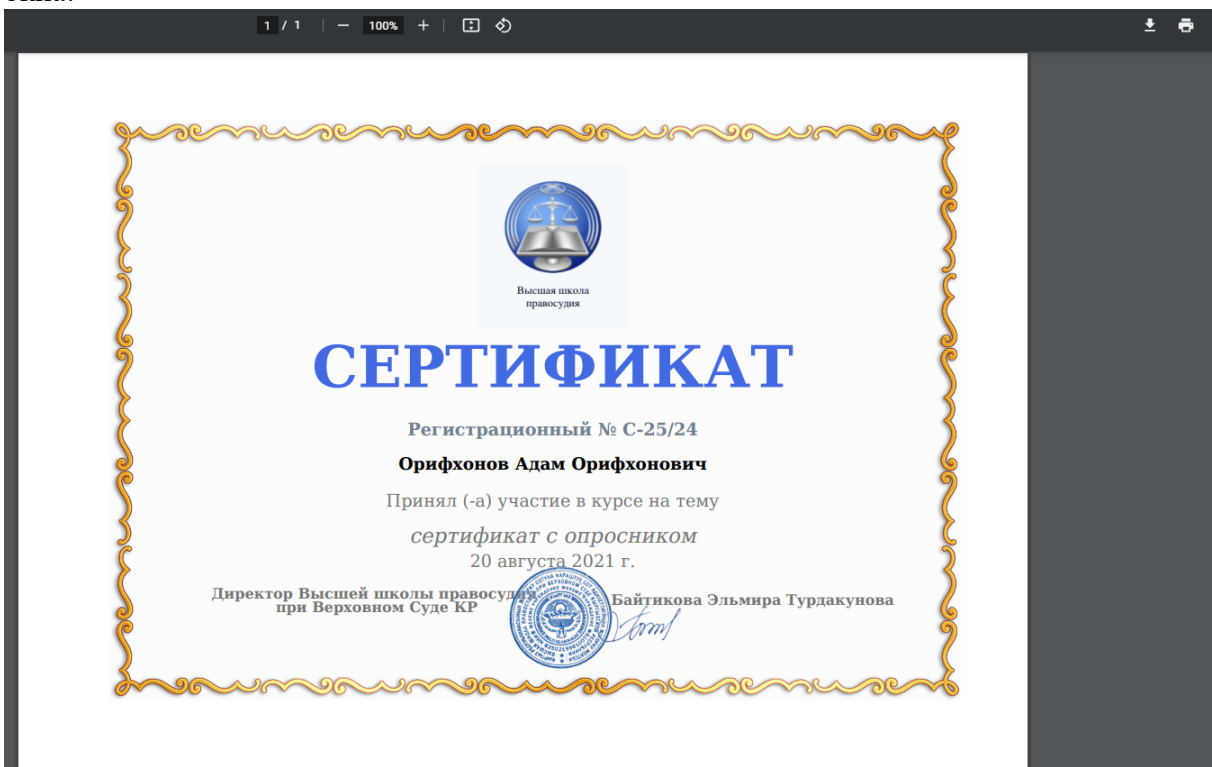 1 / 1
100%
Высшая школа
правосудия
СЕРТИФИКАТ
Регистрационный № С-25/24
Орифхонов Адам Орифхонович
Принял (-а) участие в курсе на тему
сертификат с опросником
20 августа 2021 г.
Директор Высшей школы правосудия
при Верховном Суде КР
Байтикова Эльмира Турдакунова